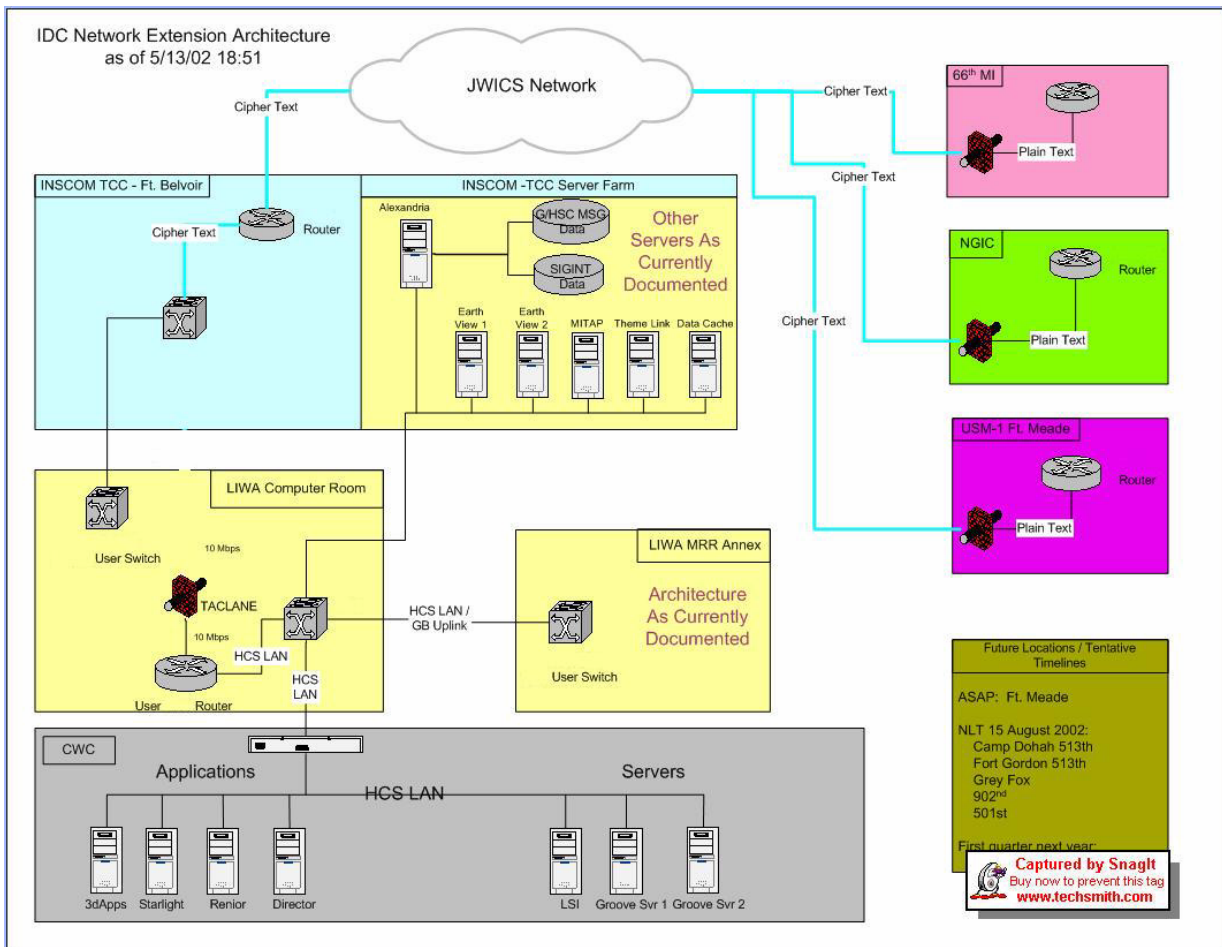 IDC Network Extension Architecture
as of 5/13/02 18:51
JWICS Network
Cipher Text
Cipher Text
Cipher Text
Cipher Text
66th MI
Plain Text
INSCOM TCC - Ft. Belvoir
Cipher Text
Router
INSCOM -TCC Server Farm
Alexandria
G/HSC MSG
Data
SIGINT
Data
Other
Servers As
Currently
Documented
Earth
View 1
Earth
View 2
MITAP
Theme Link
Data Cache
NGIC
Router
Plain Text
USM-1 Ft. Meade
Router
Plain Text
LIWA Computer Room
User Switch
10 Mbps
TACLANE
10 Mbps
HCS LAN
User Router
HCS
LAN
HCS LAN /
GB Uplink
LIWA MRR Annex
Architecture
As Currently
Documented
User Switch
Future Locations / Tentative
Timelines
ASAP: Ft. Meade
NLT 15 August 2002:
Camp Dohah 513th
Fort Gordon 513th
Grey Fox
902nd
501st
First quarter next year:
CWC
Applications
Servers
HCS LAN
3dApps
Starlight
Renior
Director
LSI
Groove Svr 1
Groove Svr 2
Captured by SnagIt
Buy now to prevent this tag
www.techsmith.com